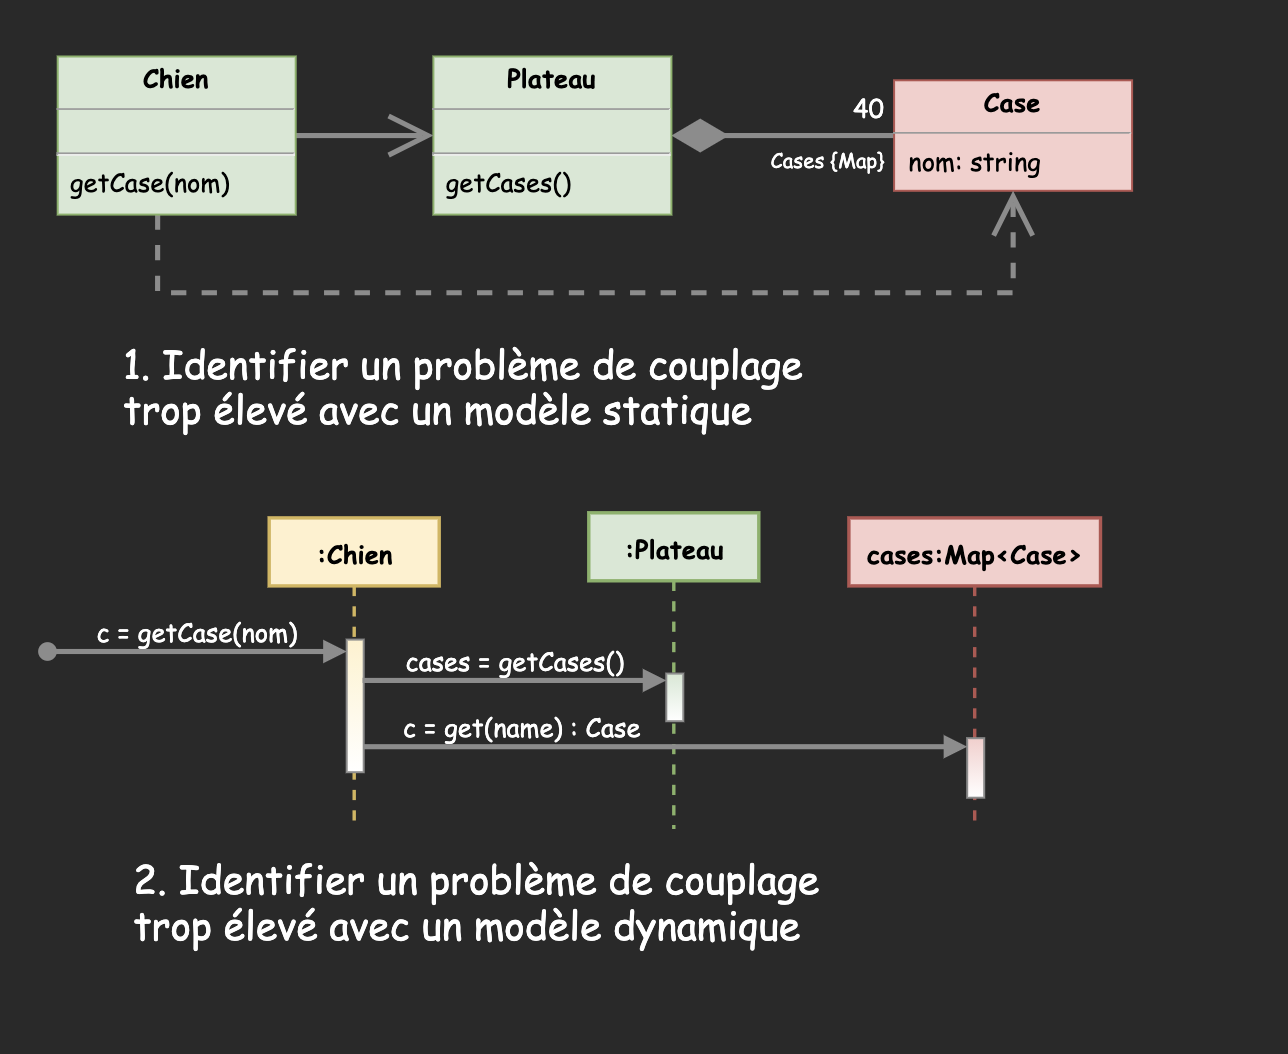 Chien
getCase(nom)
Plateau
getCases()
40
Cases {Map}
Case
nom: string
1. Identifier un problème de couplage
trop élevé avec un modèle statique
:Chien
:Plateau
cases:Map<Case>
c = getCase(nom)
cases = getCases()
c = get(name) : Case
2. Identifier un problème de couplage
trop élevé avec un modèle dynamique